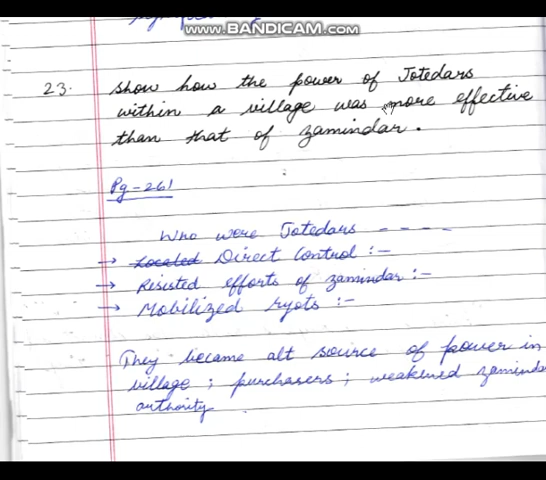 www.BANDICAM.com
23. show how the power of Jotedars
within a village was more effective
than that of zamindar.
Pg-261
Who were Jotedars ----
→ Located Direct Control :-
→ Resisted efforts of zamindar :-
→ Mobilized ryots :-
They became alt source of power in
village ; purchasers ; weakened zaminda
authority